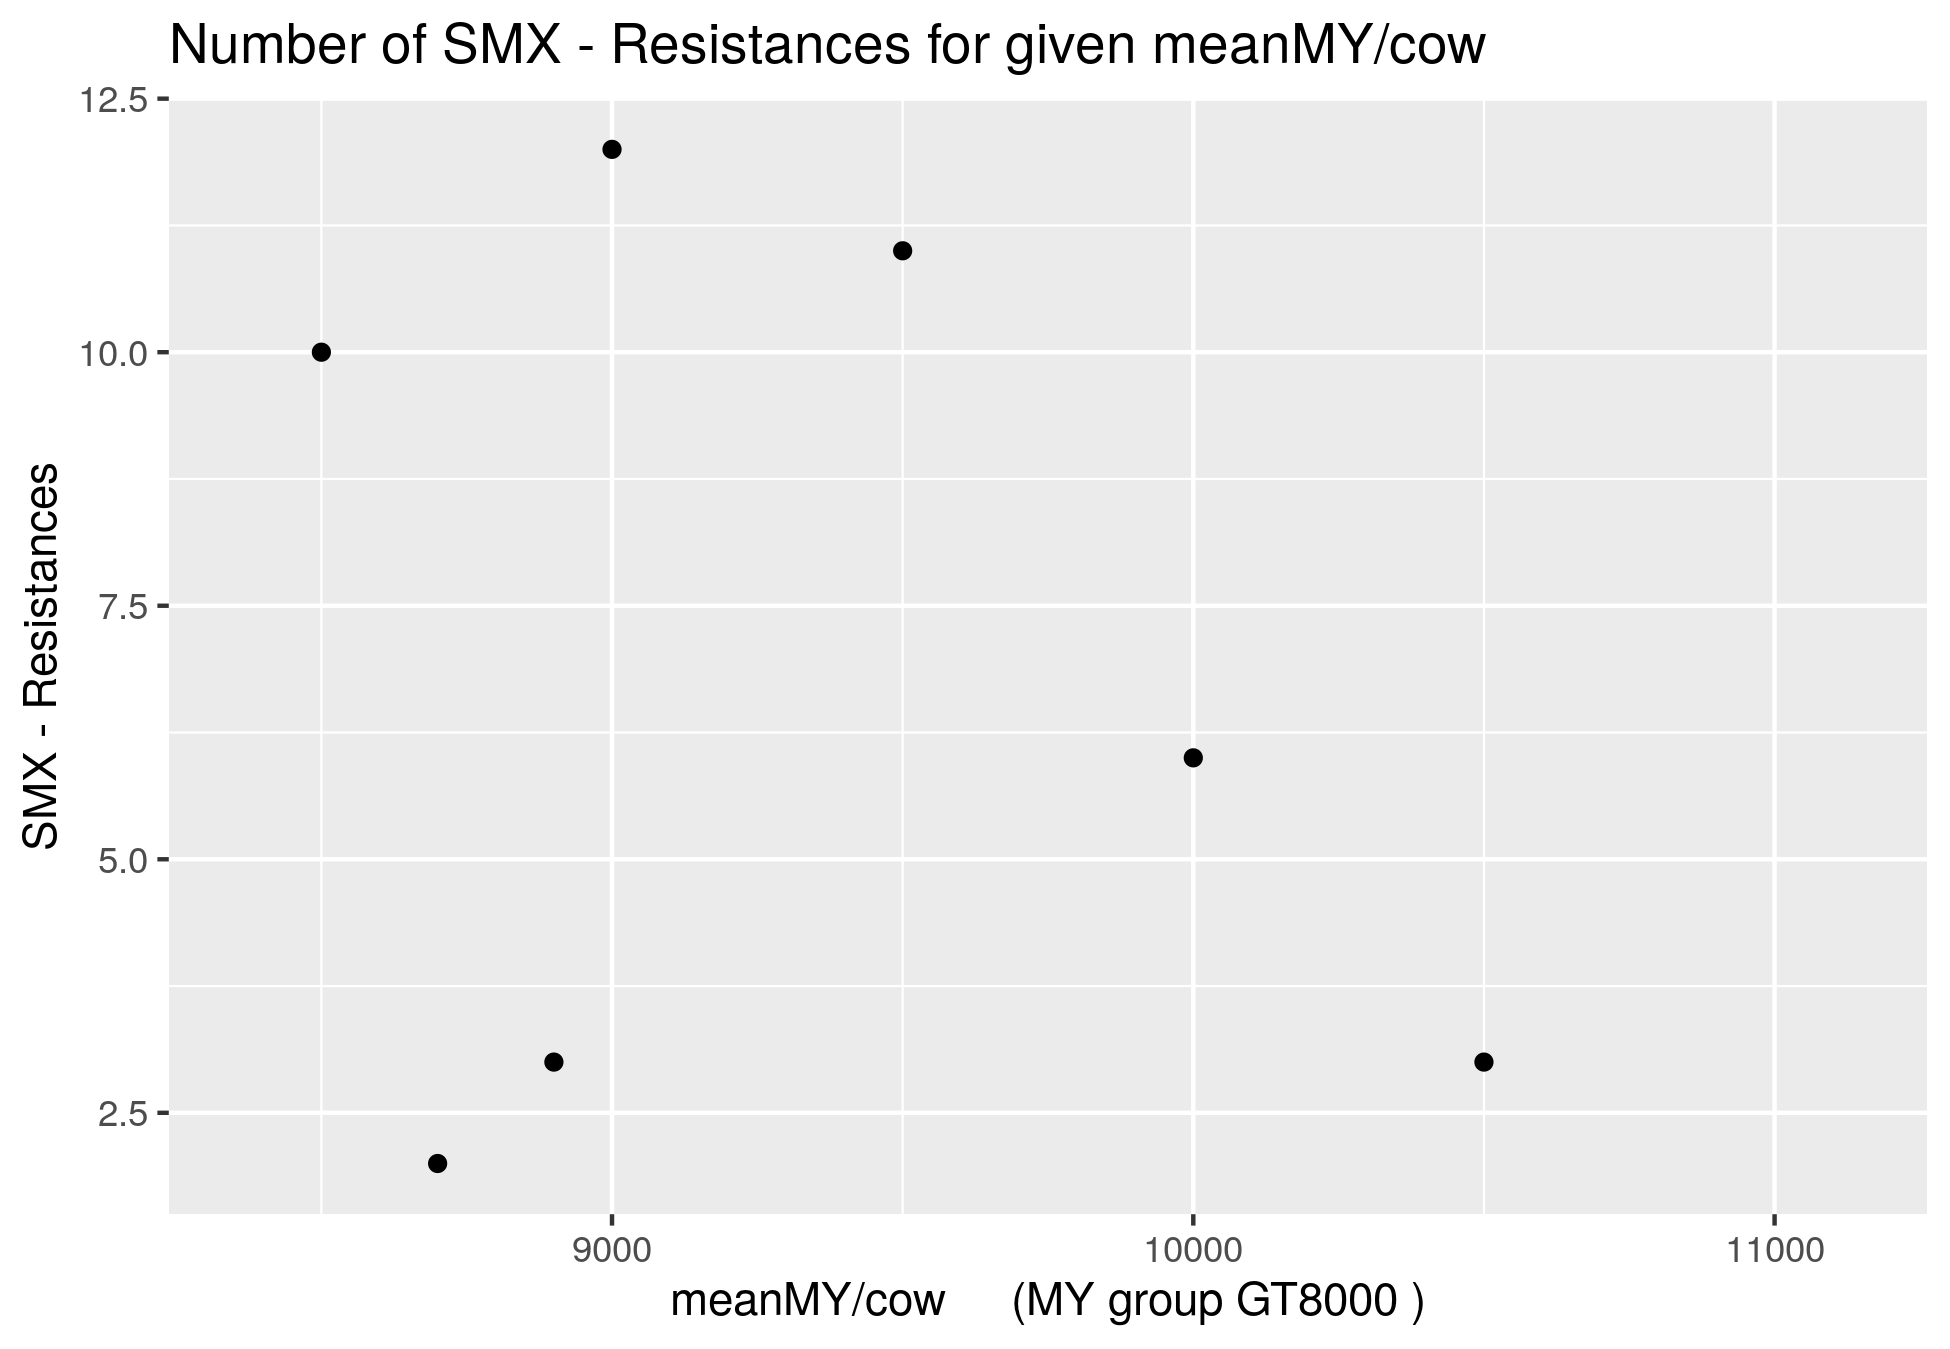 Number of SMX - Resistances for given meanMY/cow
12.5
10.0
7.5
5.0
2.5
SMX - Resistances
9000 10000 11000
meanMY/cow (MY group GT8000 )